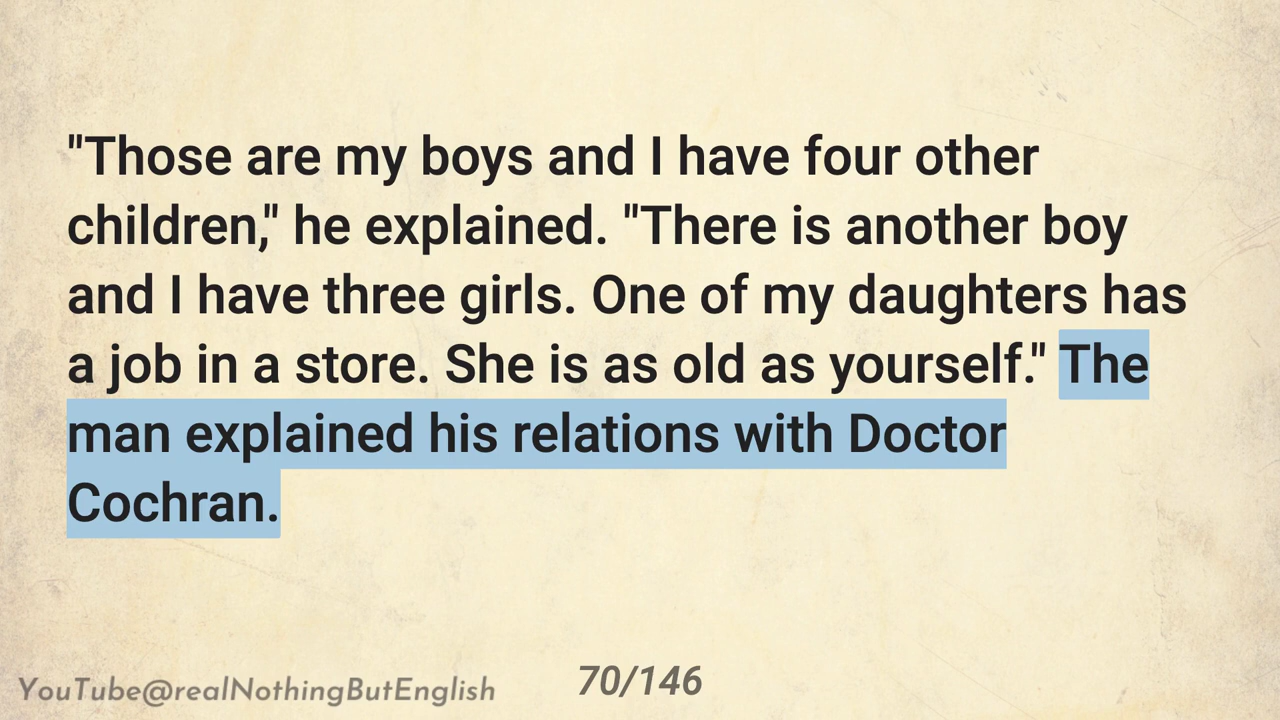 "Those are my boys and I have four other
children," he explained. "There is another boy
and I have three girls. One of my daughters has
a job in a store. She is as old as yourself." The
man explained his relations with Doctor
Cochran.
YouTube@realNothingButEnglish
70/146